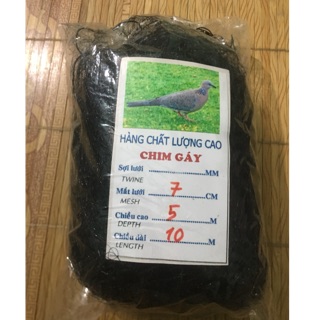 HÀNG CHẤT LƯỢNG CAO
CHIM GÁY
Sợi lưới ............ MM
TWINE
Mắt lưới ...... 7 ...... CM
MESH
Chiều cao ...... 5 ...... M
DEPTH
Chiều dài ...... 10 ...... M
LENGTH